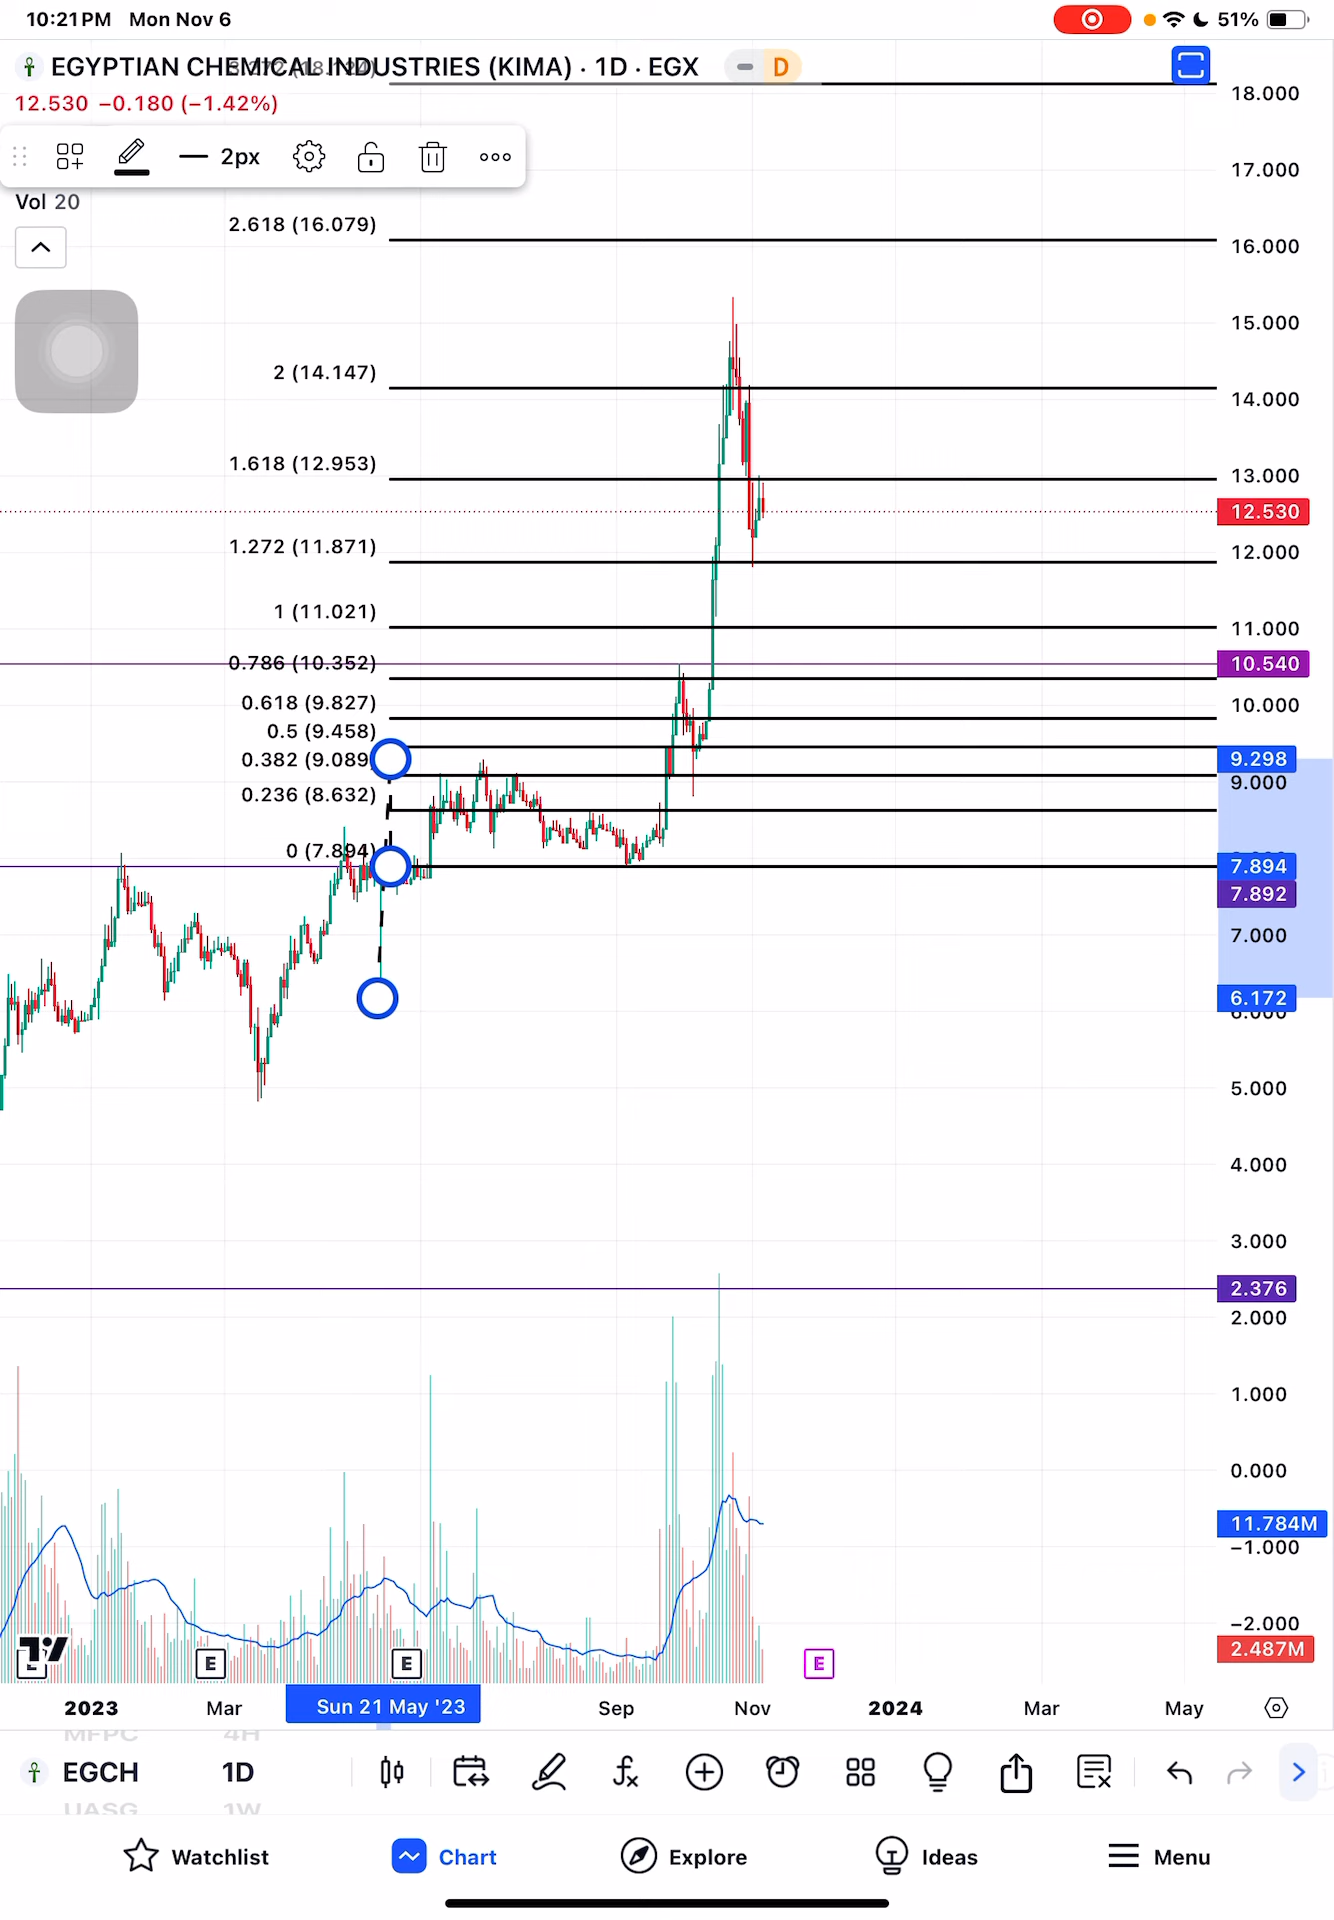 10:21 PM Mon Nov 6
51%
EGYPTIAN CHEMICAL INDUSTRIES (KIMA) · 1D · EGX
D
12.530 −0.180 (−1.42%)
2px
Vol 20
2.618 (16.079)
2 (14.147)
1.618 (12.953)
1.272 (11.871)
1 (11.021)
0.786 (10.352)
0.618 (9.827)
0.5 (9.458)
0.382 (9.089)
0.236 (8.632)
0 (7.894)
18.000
17.000
16.000
15.000
14.000
13.000
12.530
12.000
11.000
10.540
10.000
9.298
9.000
7.894
7.892
7.000
6.172
6.000
5.000
4.000
3.000
2.376
2.000
1.000
0.000
11.784M
−1.000
−2.000
2.487M
E
E
E
2023
Mar
Sun 21 May '23
Sep
Nov
2024
Mar
May
MFPC 4H
EGCH 1D
UASG 1W
Watchlist
Chart
Explore
Ideas
Menu